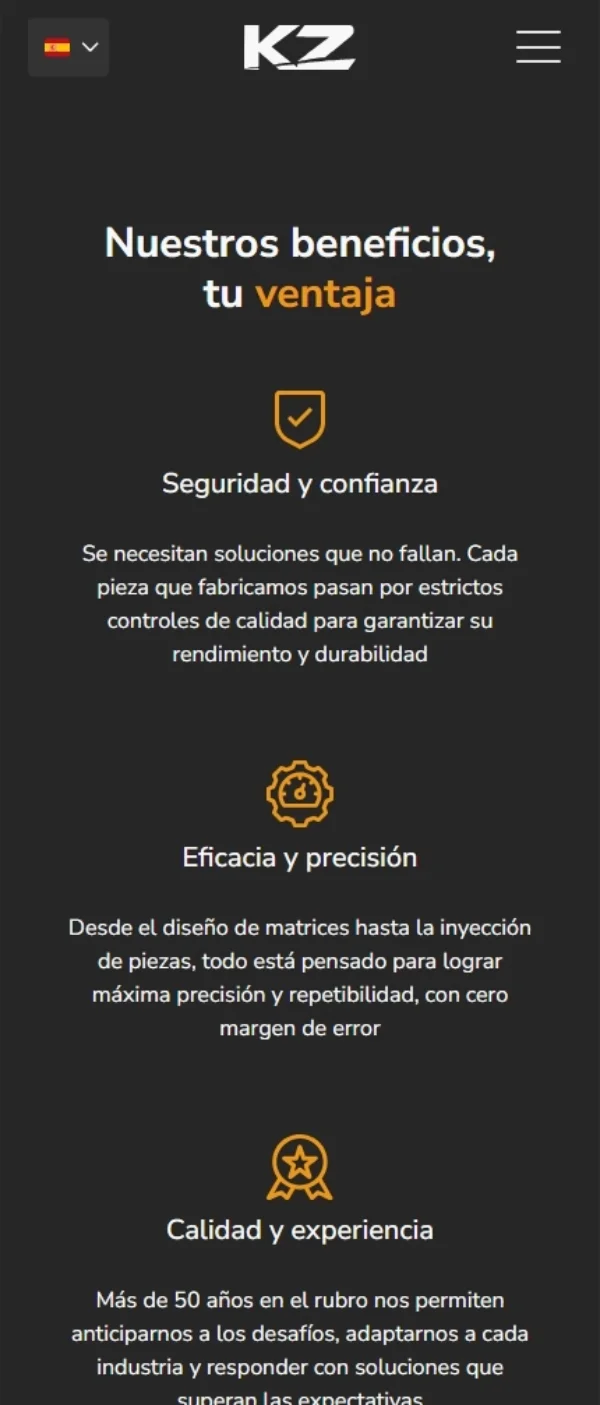 KZ
Nuestros beneficios,
tu ventaja
Seguridad y confianza
Se necesitan soluciones que no fallan. Cada
pieza que fabricamos pasan por estrictos
controles de calidad para garantizar su
rendimiento y durabilidad
Eficacia y precisión
Desde el diseño de matrices hasta la inyección
de piezas, todo está pensado para lograr
máxima precisión y repetibilidad, con cero
margen de error
Calidad y experiencia
Más de 50 años en el rubro nos permiten
anticiparnos a los desafíos, adaptarnos a cada
industria y responder con soluciones que
superan las expectativas